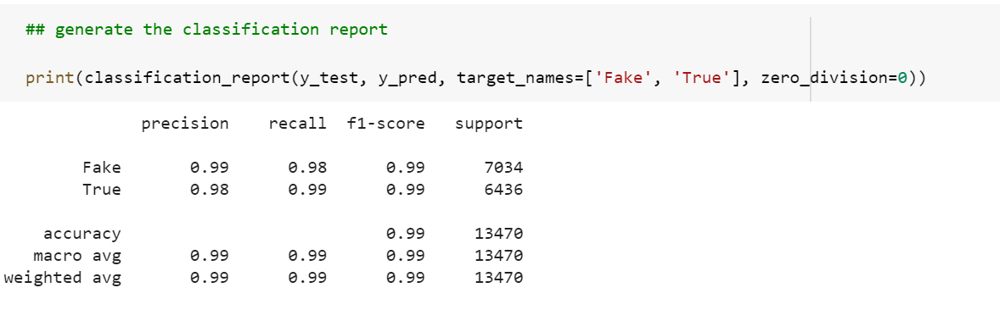 ## generate the classification report
print(classification_report(y_test, y_pred, target_names=['Fake', 'True'], zero_division=0))
precision recall f1-score support
Fake 0.99 0.98 0.99 7034
True 0.98 0.99 0.99 6436
accuracy 0.99 13470
macro avg 0.99 0.99 0.99 13470
weighted avg 0.99 0.99 0.99 13470